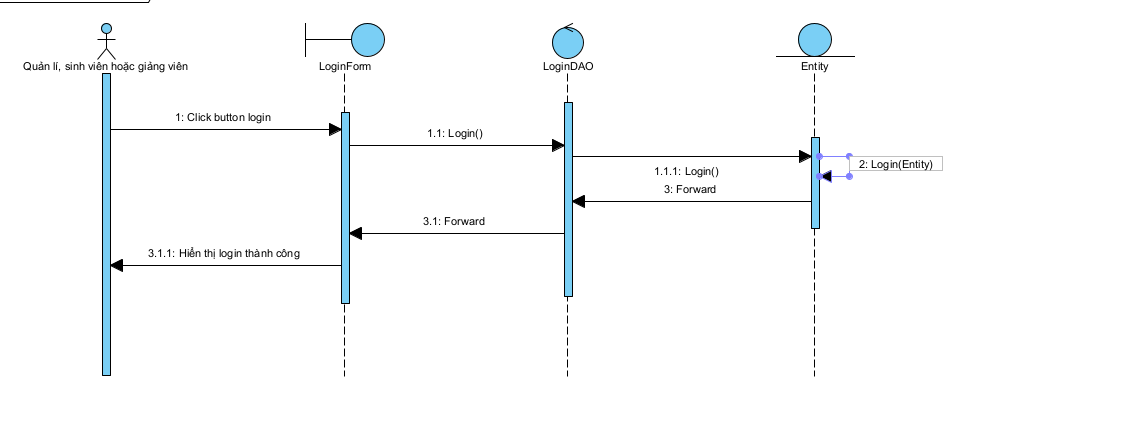 Quản lí, sinh viên hoặc giảng viên
LoginForm
LoginDAO
Entity
1: Click button login
1.1: Login()
1.1.1: Login()
2: Login(Entity)
3: Forward
3.1: Forward
3.1.1: Hiển thị login thành công